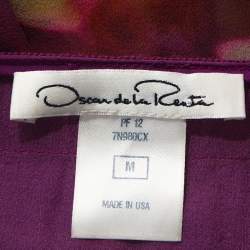 Oscar de la Renta
PF 12
7N980CX
M
MADE IN USA